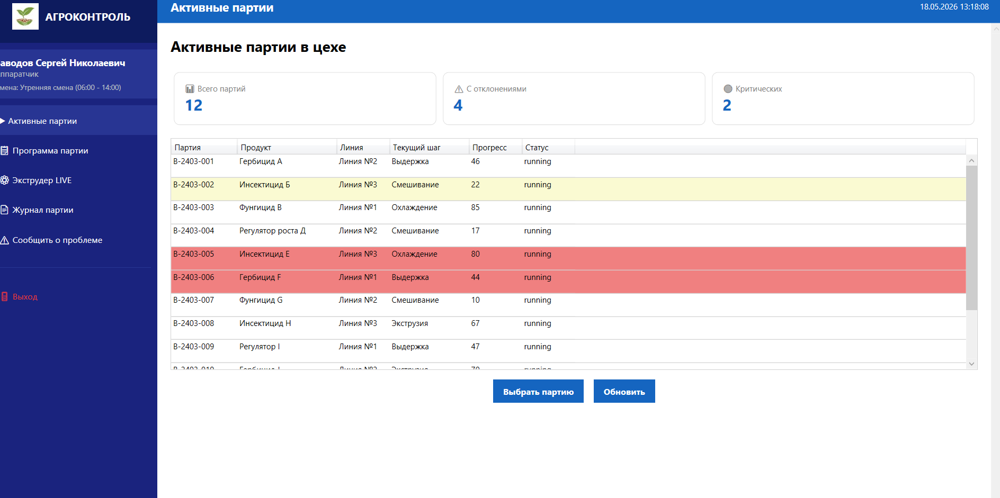 АГРОКОНТРОЛЬ
аводов Сергей Николаевич
ппаратчик
мена: Утренняя смена (06:00 - 14:00)
Активные партии
Программа партии
Экструдер LIVE
Журнал партии
Сообщить о проблеме
Выход
Активные партии
18.05.2026 13:18:08
Активные партии в цехе
Всего партий
12
С отклонениями
4
Критических
2
Партия Продукт Линия Текущий шаг Прогресс Статус
B-2403-001 Гербицид А Линия №2 Выдержка 46 running
B-2403-002 Инсектицид Б Линия №3 Смешивание 22 running
B-2403-003 Фунгицид В Линия №1 Охлаждение 85 running
B-2403-004 Регулятор роста Д Линия №2 Смешивание 17 running
B-2403-005 Инсектицид Е Линия №3 Охлаждение 80 running
B-2403-006 Гербицид F Линия №1 Выдержка 44 running
B-2403-007 Фунгицид G Линия №2 Смешивание 10 running
B-2403-008 Инсектицид H Линия №3 Экструзия 67 running
B-2403-009 Регулятор I Линия №1 Выдержка 47 running
B-2403-010 Гербицид Линия Экструзия running
Выбрать партию
Обновить